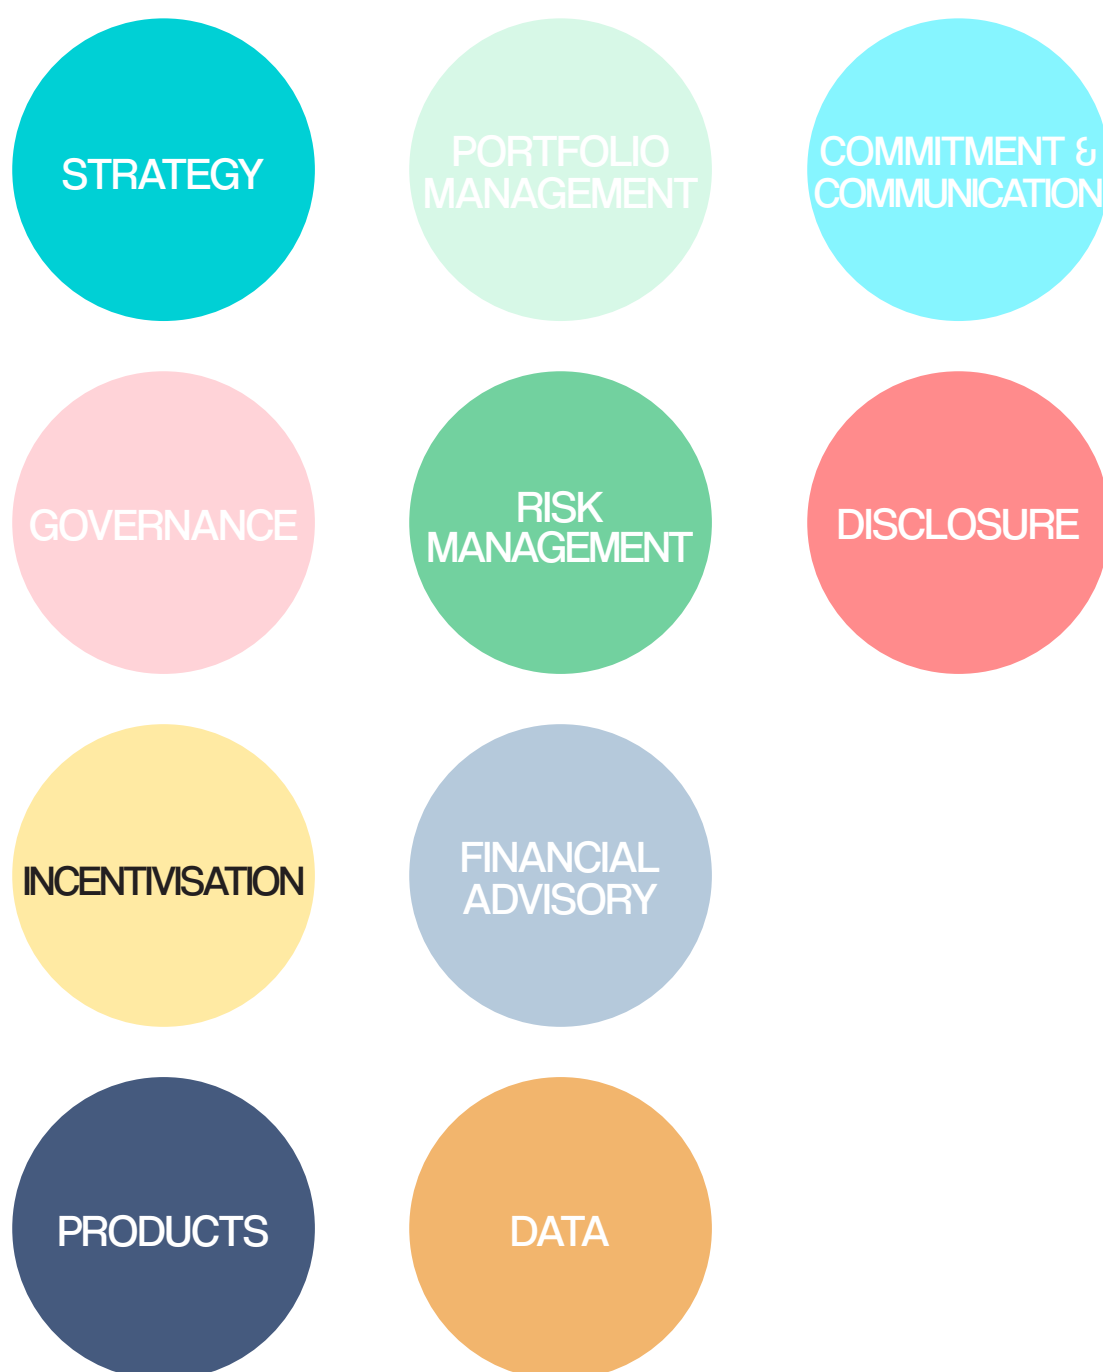 STRATEGY
PORTFOLIO
MANAGEMENT
COMMITMENT &
COMMUNICATION
GOVERNANCE
RISK
MANAGEMENT
DISCLOSURE
INCENTIVISATION
FINANCIAL
ADVISORY
PRODUCTS
DATA